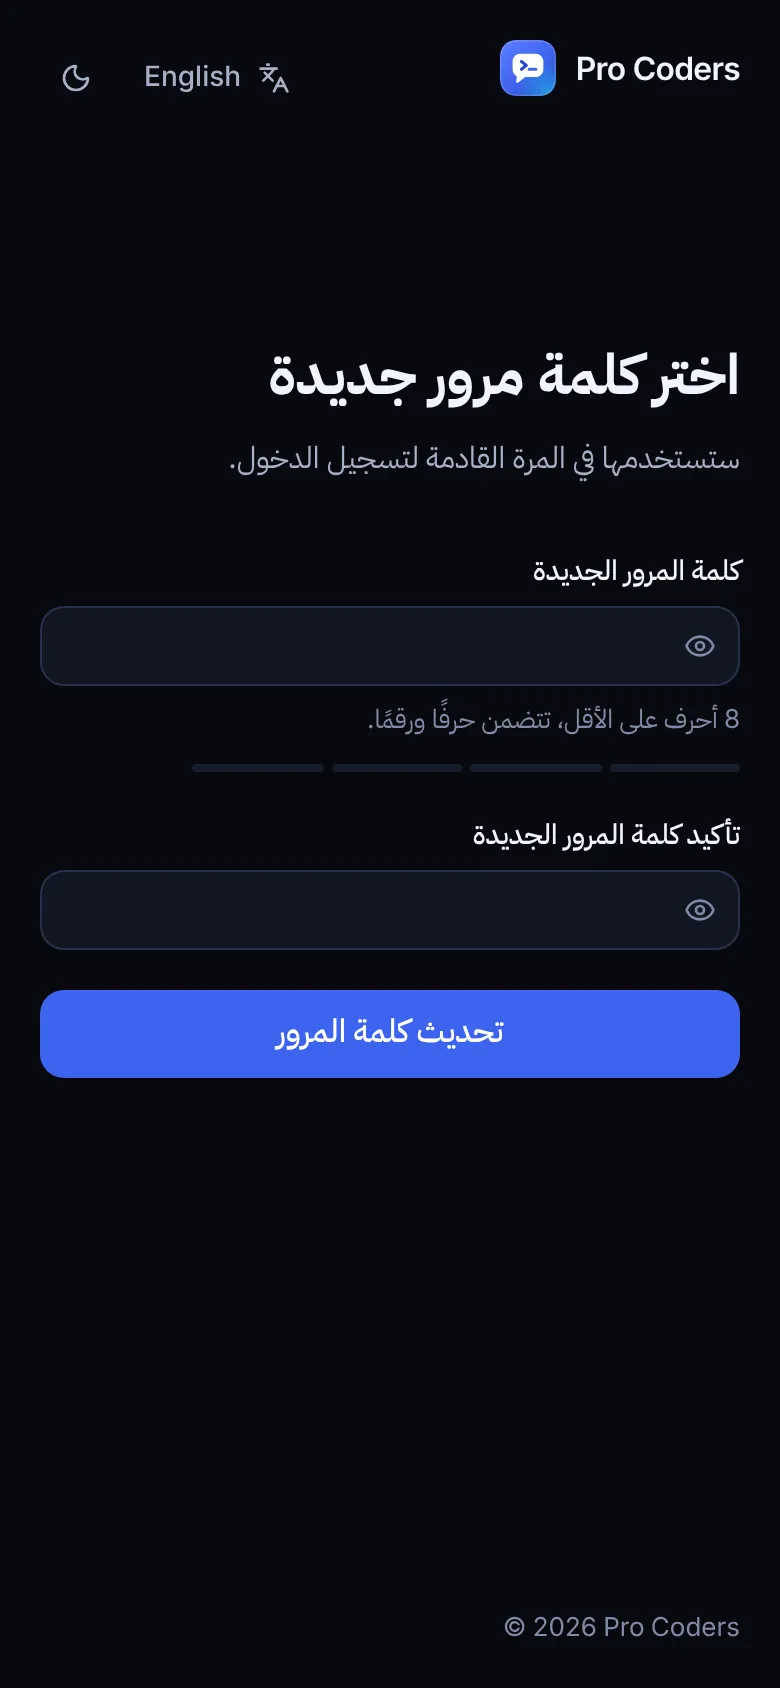 Pro Coders
English
اختر كلمة مرور جديدة
ستستخدمها في المرة القادمة لتسجيل الدخول.
كلمة المرور الجديدة
8 أحرف على الأقل، تتضمن حرفًا ورقمًا.
تأكيد كلمة المرور الجديدة
تحديث كلمة المرور
© 2026 Pro Coders